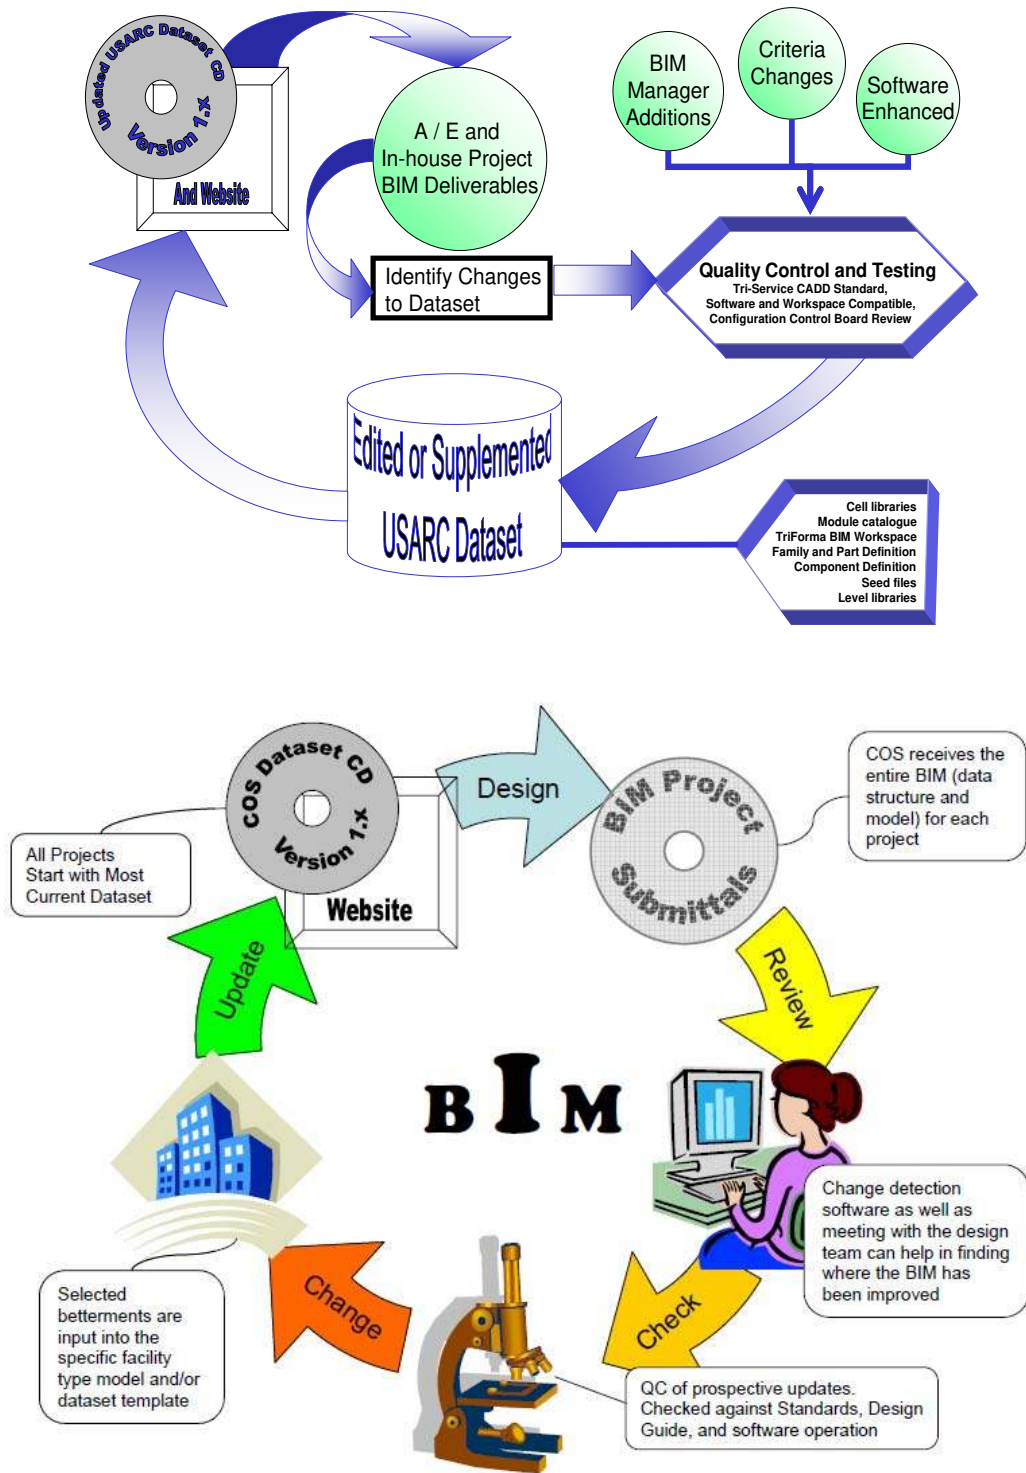 Updated USARC Dataset CD
Version 1.x
And Website
A / E and
In-house Project
BIM Deliverables
BIM
Manager
Additions
Criteria
Changes
Software
Enhanced
Identify Changes
to Dataset
Quality Control and Testing
Tri-Service CADD Standard,
Software and Workspace Compatible,
Configuration Control Board Review
Edited or Supplemented
USARC Dataset
Cell libraries
Module catalogue
TriForma BIM Workspace
Family and Part Definition
Component Definition
Seed files
Level libraries
COS Dataset CD
Version 1.x
Website
Design
BIM Project
Submittals
COS receives the
entire BIM (data
structure and
model) for each
project
All Projects
Start with Most
Current Dataset
Update
Review
BIM
Change detection
software as well as
meeting with the design
team can help in finding
where the BIM has
been improved
Selected
betterments are
input into the
specific facility
type model and/or
dataset template
Change
Check
QC of prospective updates.
Checked against Standards, Design
Guide, and software operation